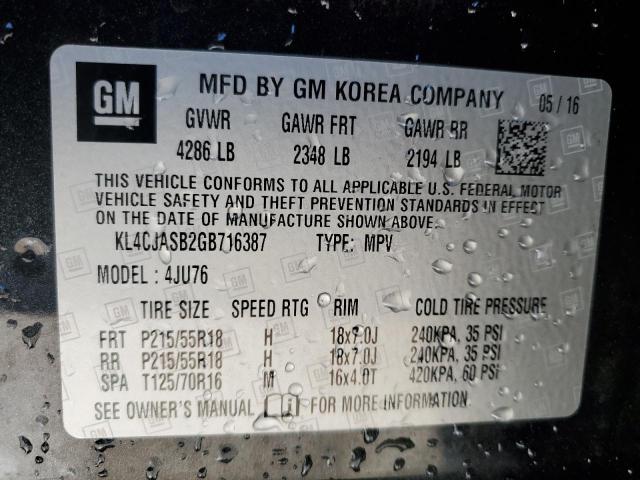 GM MFD BY GM KOREA COMPANY 05/16
GVWR GAWR FRT GAWR RR
4286 LB 2348 LB 2194 LB
THIS VEHICLE CONFORMS TO ALL APPLICABLE U.S. FEDERAL MOTOR
VEHICLE SAFETY AND THEFT PREVENTION STANDARDS IN EFFECT
ON THE DATE OF MANUFACTURE SHOWN ABOVE.
KL4CJASB2GB716387 TYPE: MPV
MODEL : 4JU76
TIRE SIZE SPEED RTG RIM COLD TIRE PRESSURE
FRT P215/55R18 H 18x7.0J 240KPA, 35 PSI
RR P215/55R18 H 18x7.0J 240KPA, 35 PSI
SPA T125/70R16 M 16x4.0T 420KPA, 60 PSI
SEE OWNER'S MANUAL i FOR MORE INFORMATION.